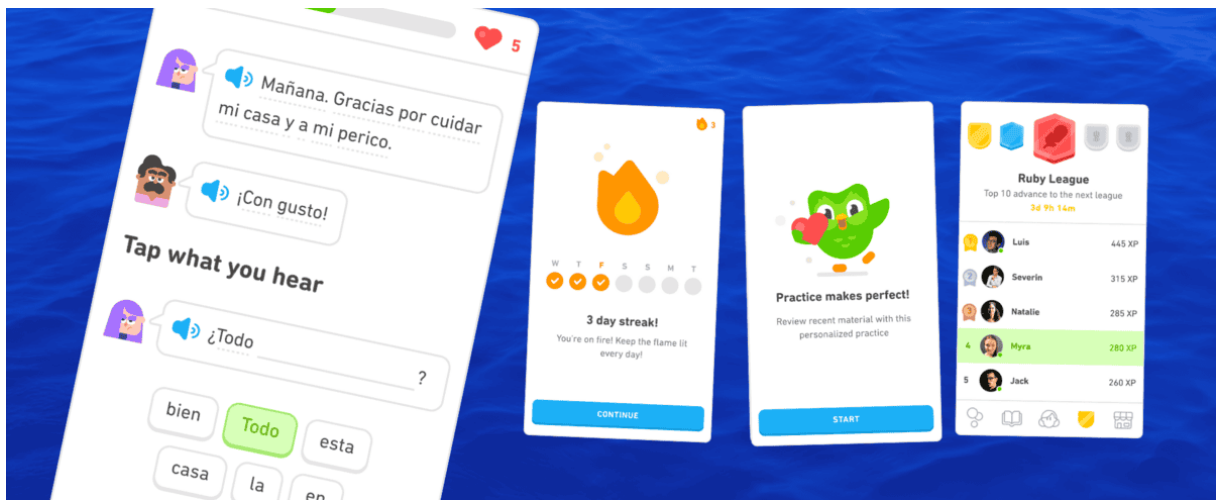 5
Mañana. Gracias por cuidar
mi casa y a mi perico.
¡Con gusto!
Tap what you hear
¿Todo
?
bien
Todo
esta
casa
la
en
3
W T F S S M T
3 day streak!
You're on fire! Keep the flame lit
every day!
CONTINUE
Practice makes perfect!
Review recent material with this
personalized practice
START
Ruby League
Top 10 advance to the next league
3d 9h 14m
1 Luis 445 XP
2 Severin 315 XP
3 Natalie 285 XP
4 Myra 280 XP
5 Jack 260 XP